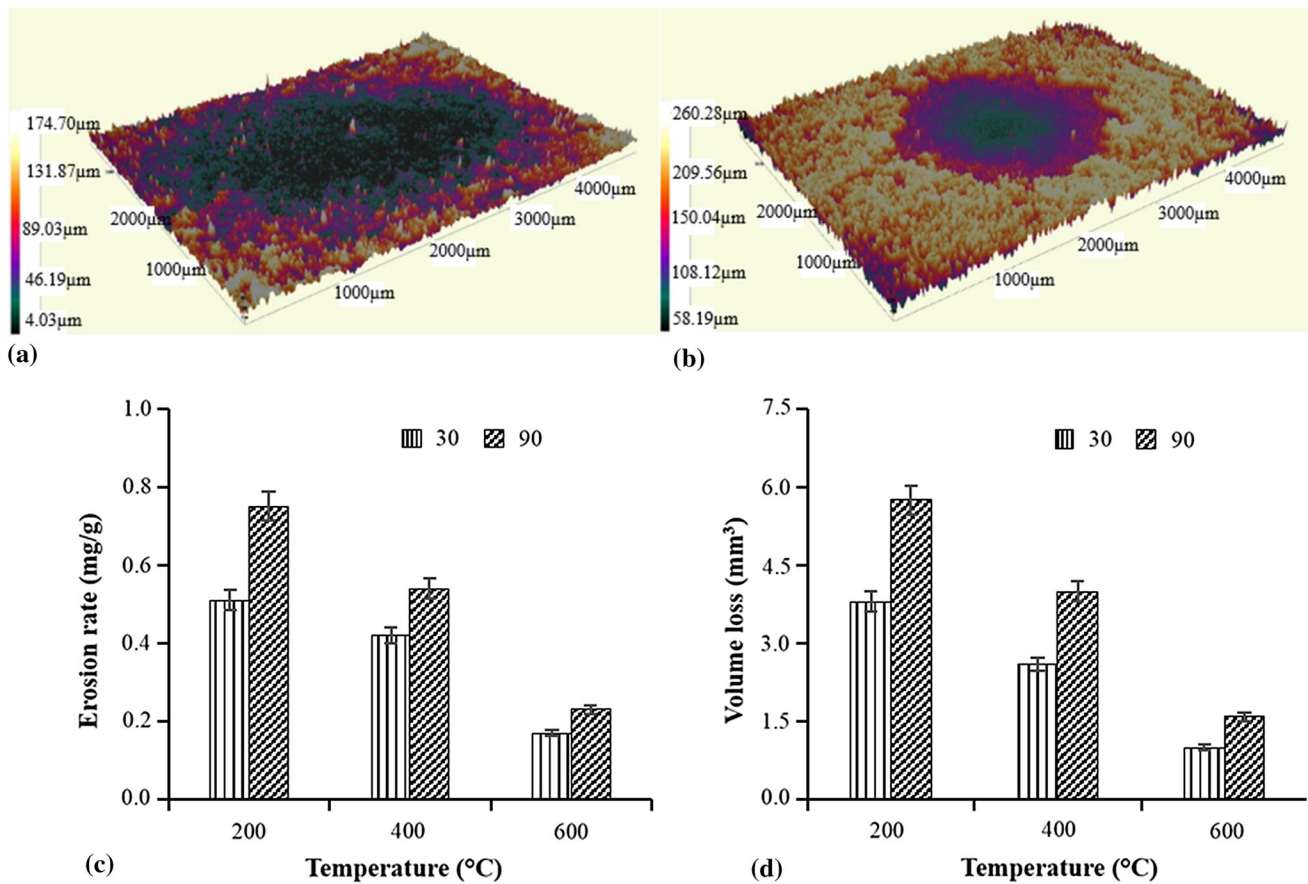 174.70µm
131.87µm
89.03µm
46.19µm
4.03µm
2000µm
1000µm
1000µm
2000µm
3000µm
4000µm
(a)
260.28µm
209.56µm
150.04µm
108.12µm
58.19µm
2000µm
1000µm
1000µm
2000µm
3000µm
4000µm
(b)
Erosion rate (mg/g)
1.0
0.8
0.6
0.4
0.2
0.0
30 90
200 400 600
Temperature (°C)
(c)
Volume loss (mm³)
7.5
6.0
4.5
3.0
1.5
0.0
30 90
200 400 600
Temperature (°C)
(d)